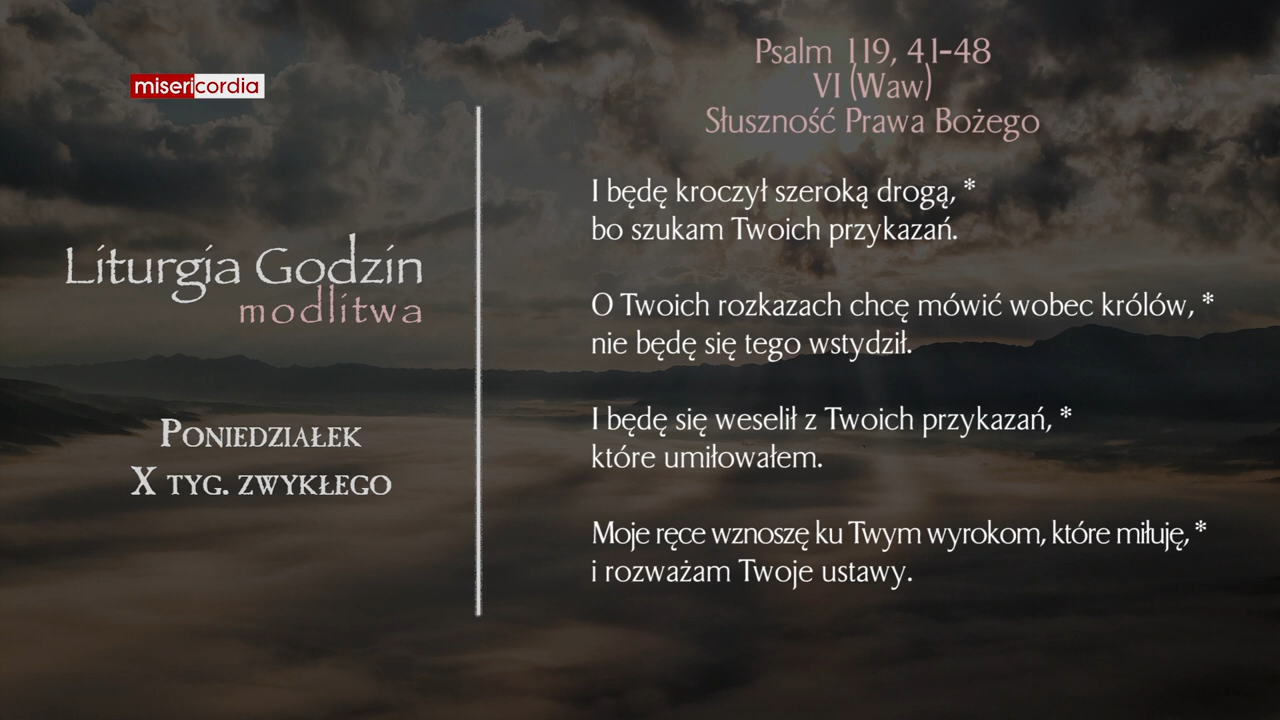 misericordia
Liturgia Godzin
modlitwa
Poniedziałek
X tyg. zwykłego
Psalm 119, 41-48
VI (Waw)
Słuszność Prawa Bożego
I będę kroczył szeroką drogą, *
bo szukam Twoich przykazań.
O Twoich rozkazach chcę mówić wobec królów, *
nie będę się tego wstydził.
I będę się weselił z Twoich przykazań, *
które umiłowałem.
Moje ręce wznoszę ku Twym wyrokom, które miłuję, *
i rozważam Twoje ustawy.